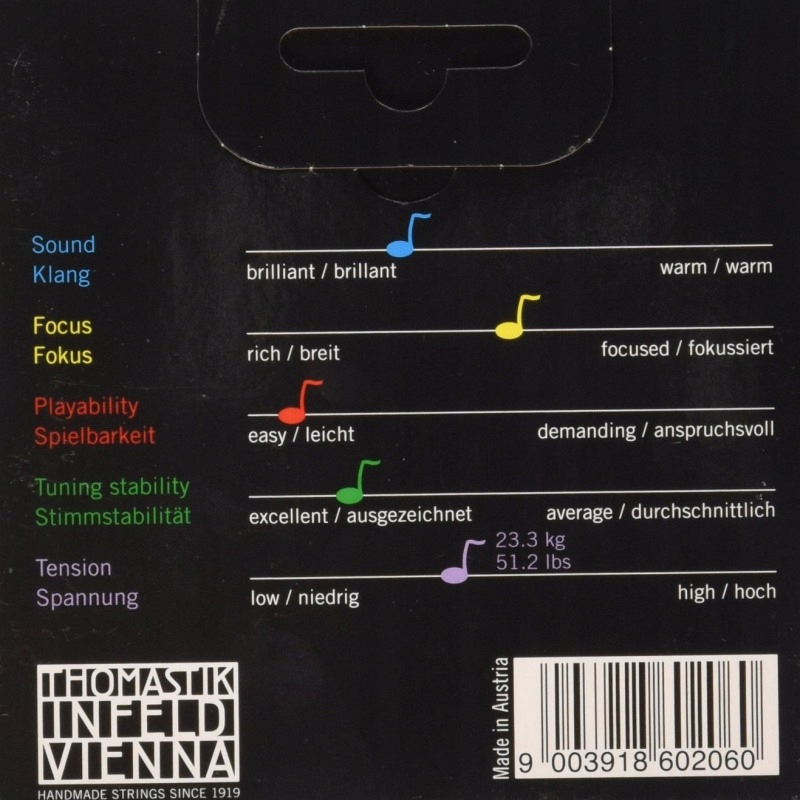 Sound
Klang
brilliant / brillant
warm / warm
Focus
Fokus
rich / breit
focused / fokussiert
Playability
Spielbarkeit
easy / leicht
demanding / anspruchsvoll
Tuning stability
Stimmstabilität
excellent / ausgezeichnet
average / durchschnittlich
Tension
Spannung
23.3 kg
51.2 lbs
low / niedrig
high / hoch
THOMASTIK
INFELD
VIENNA
HANDMADE STRINGS SINCE 1919
Made in Austria
9 003918 602060